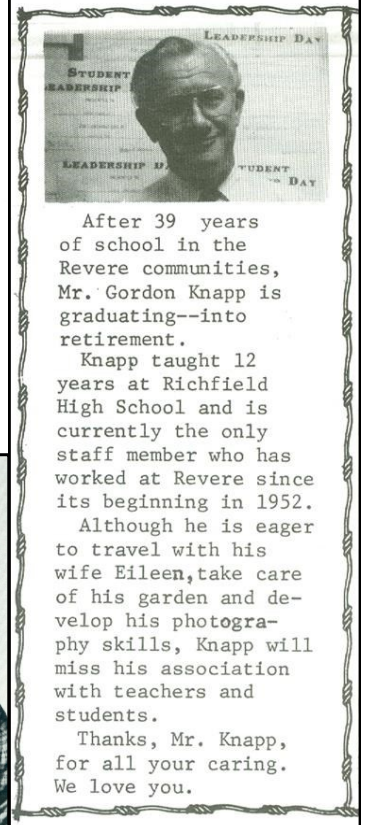 LEADERSHIP DAY
STUDENT
LEADERSHIP
LEADERSHIP D
TUDENT
DAY
After 39 years
of school in the
Revere communities,
Mr. Gordon Knapp is
graduating--into
retirement.
Knapp taught 12
years at Richfield
High School and is
currently the only
staff member who has
worked at Revere since
its beginning in 1952.
Although he is eager
to travel with his
wife Eileen,take care
of his garden and de-
velop his photogra-
phy skills, Knapp will
miss his association
with teachers and
students.
Thanks, Mr. Knapp,
for all your caring.
We love you.